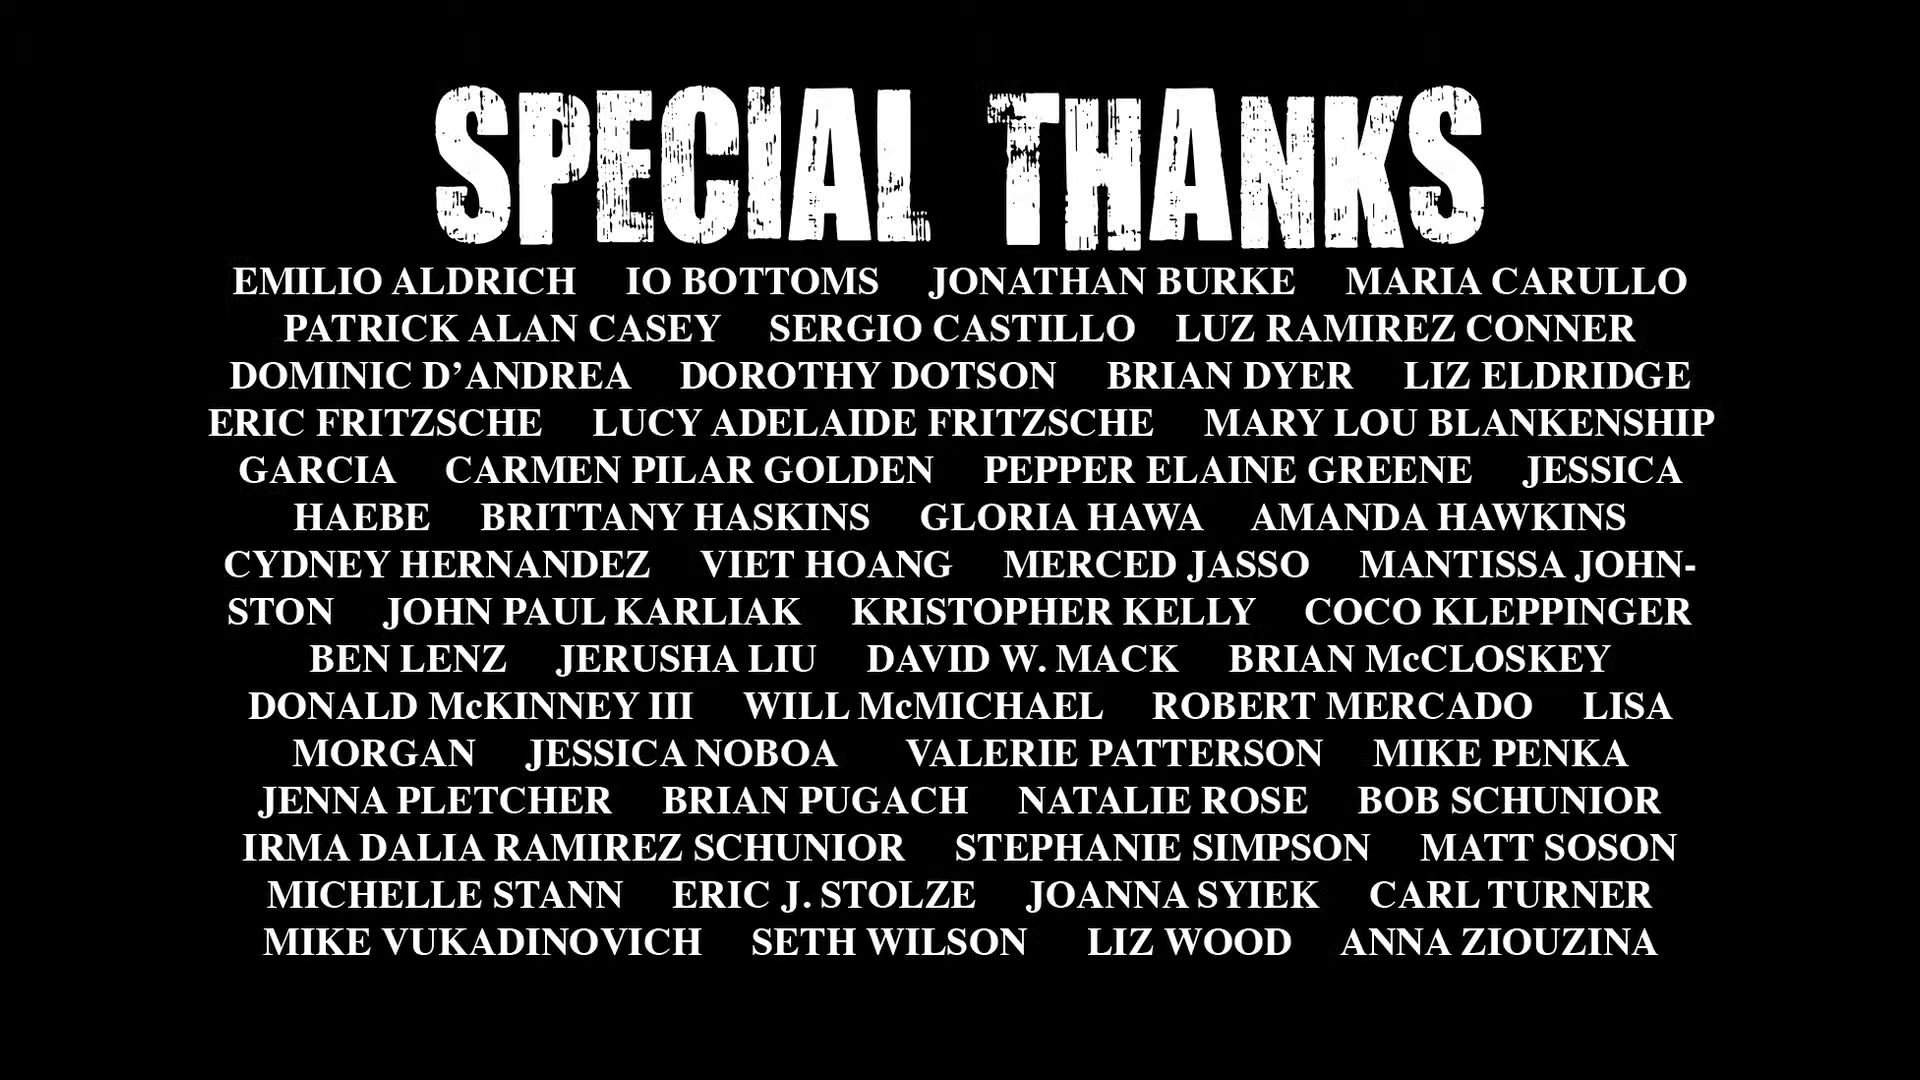 SPECIAL THANKS
EMILIO ALDRICH IO BOTTOMS JONATHAN BURKE MARIA CARULLO
PATRICK ALAN CASEY SERGIO CASTILLO LUZ RAMIREZ CONNER
DOMINIC D’ANDREA DOROTHY DOTSON BRIAN DYER LIZ ELDRIDGE
ERIC FRITZSCHE LUCY ADELAIDE FRITZSCHE MARY LOU BLANKENSHIP
GARCIA CARMEN PILAR GOLDEN PEPPER ELAINE GREENE JESSICA
HAEBE BRITTANY HASKINS GLORIA HAWA AMANDA HAWKINS
CYDNEY HERNANDEZ VIET HOANG MERCED JASSO MANTISSA JOHN-
STON JOHN PAUL KARLIAK KRISTOPHER KELLY COCO KLEPPINGER
BEN LENZ JERUSHA LIU DAVID W. MACK BRIAN McCLOSKEY
DONALD McKINNEY III WILL McMICHAEL ROBERT MERCADO LISA
MORGAN JESSICA NOBOA VALERIE PATTERSON MIKE PENKA
JENNA PLETCHER BRIAN PUGACH NATALIE ROSE BOB SCHUNIOR
IRMA DALIA RAMIREZ SCHUNIOR STEPHANIE SIMPSON MATT SOSON
MICHELLE STANN ERIC J. STOLZE JOANNA SYIEK CARL TURNER
MIKE VUKADINOVICH SETH WILSON LIZ WOOD ANNA ZIOUZINA